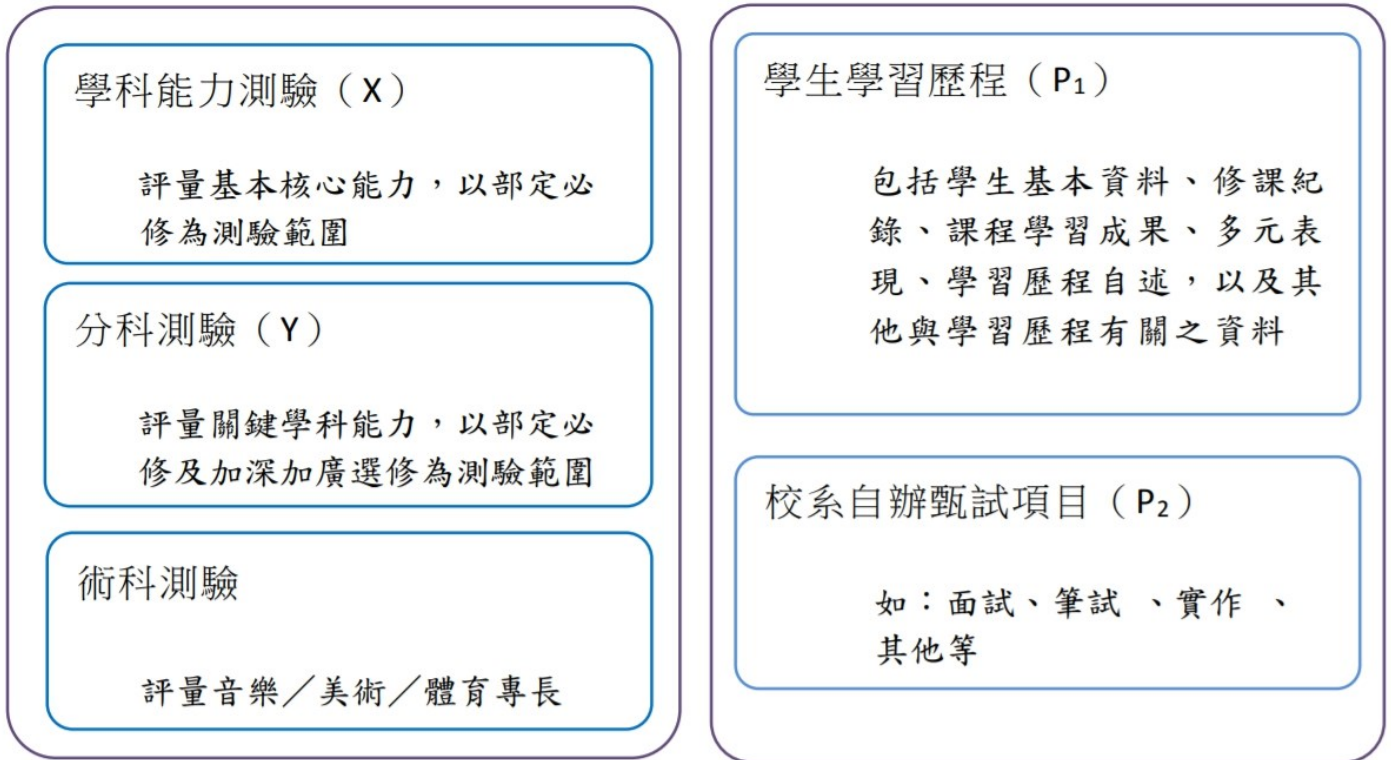 學科能力測驗（X）
評量基本核心能力，以部定必
修為測驗範圍
分科測驗（Y）
評量關鍵學科能力，以部定必
修及加深加廣選修為測驗範圍
術科測驗
評量音樂／美術／體育專長
學生學習歷程（P₁）
包括學生基本資料、修課紀
錄、課程學習成果、多元表
現、學習歷程自述，以及其
他與學習歷程有關之資料
校系自辦甄試項目（P₂）
如：面試、筆試 、實作 、
其他等